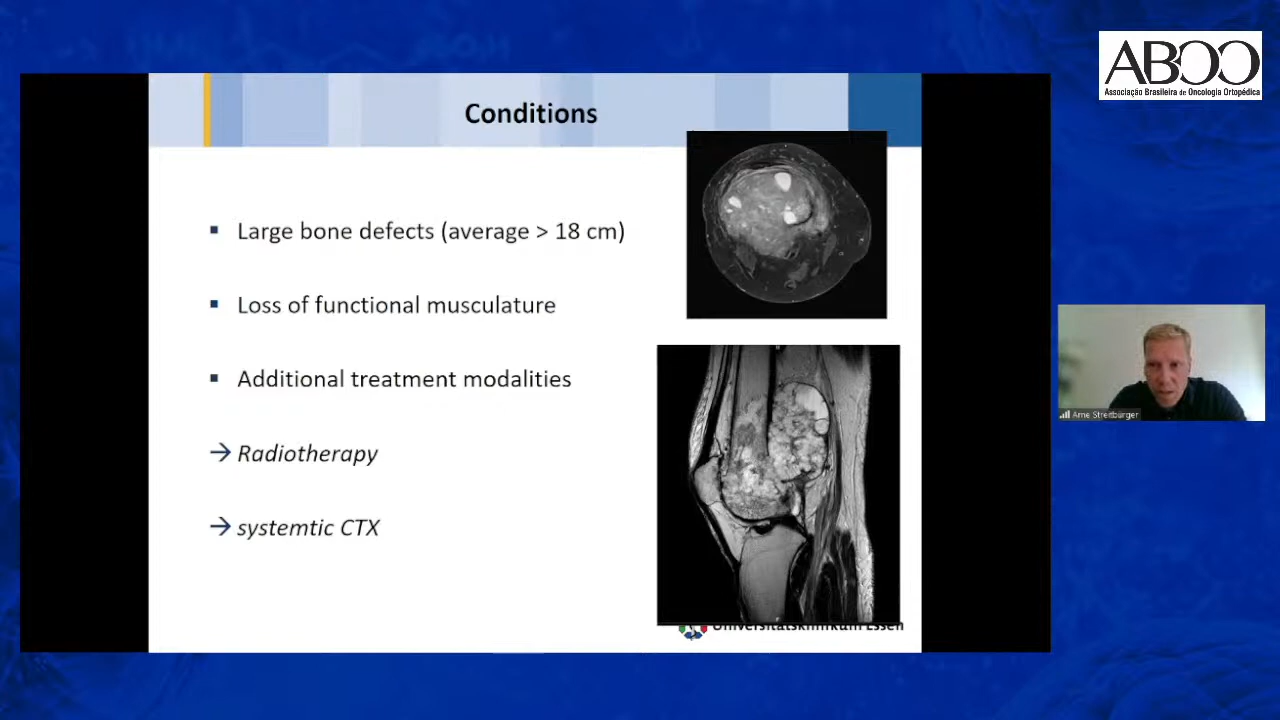 ABOO
Associação Brasileira de Oncologia Ortopédica
Conditions
Large bone defects (average > 18 cm)
Loss of functional musculature
Additional treatment modalities
→ Radiotherapy
→ systemtic CTX
Universitätsklinikum Essen
Arne Streitbürger